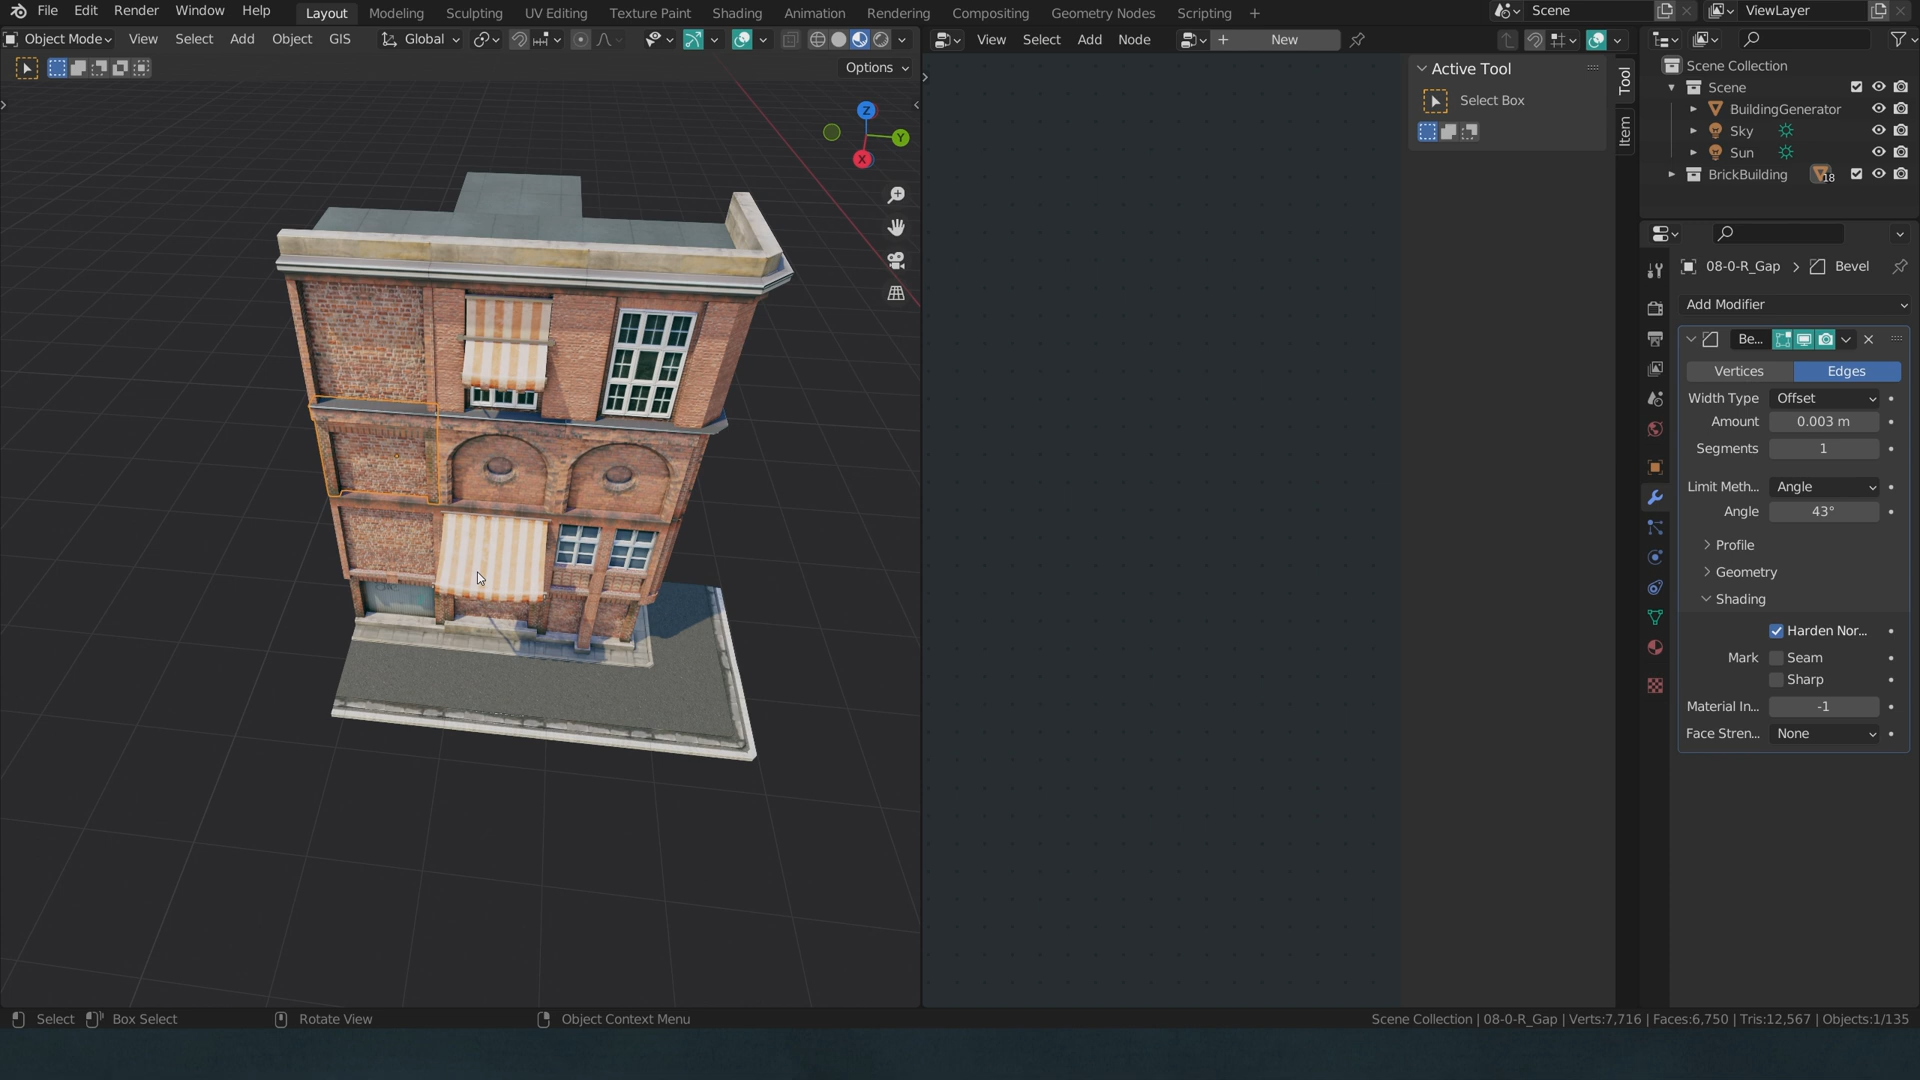 File Edit Render Window Help Layout Modeling Sculpting UV Editing Texture Paint Shading Animation Rendering Compositing Geometry Nodes Scripting + Scene ViewLayer
Object Mode View Select Add Object GIS Global View Select Add Node + New
Options
Z
Y
X
Active Tool
Select Box
Tool
Item
Scene Collection
Scene
BuildingGenerator
Sky
Sun
BrickBuilding 18
08-0-R_Gap > Bevel
Add Modifier
Be...
Vertices Edges
Width Type Offset
Amount 0.003 m
Segments 1
Limit Meth... Angle
Angle 43°
Profile
Geometry
Shading
Harden Nor...
Mark Seam
Sharp
Material In... -1
Face Stren... None
Select Box Select Rotate View Object Context Menu Scene Collection | 08-0-R_Gap | Verts:7,716 | Faces:6,750 | Tris:12,567 | Objects:1/135